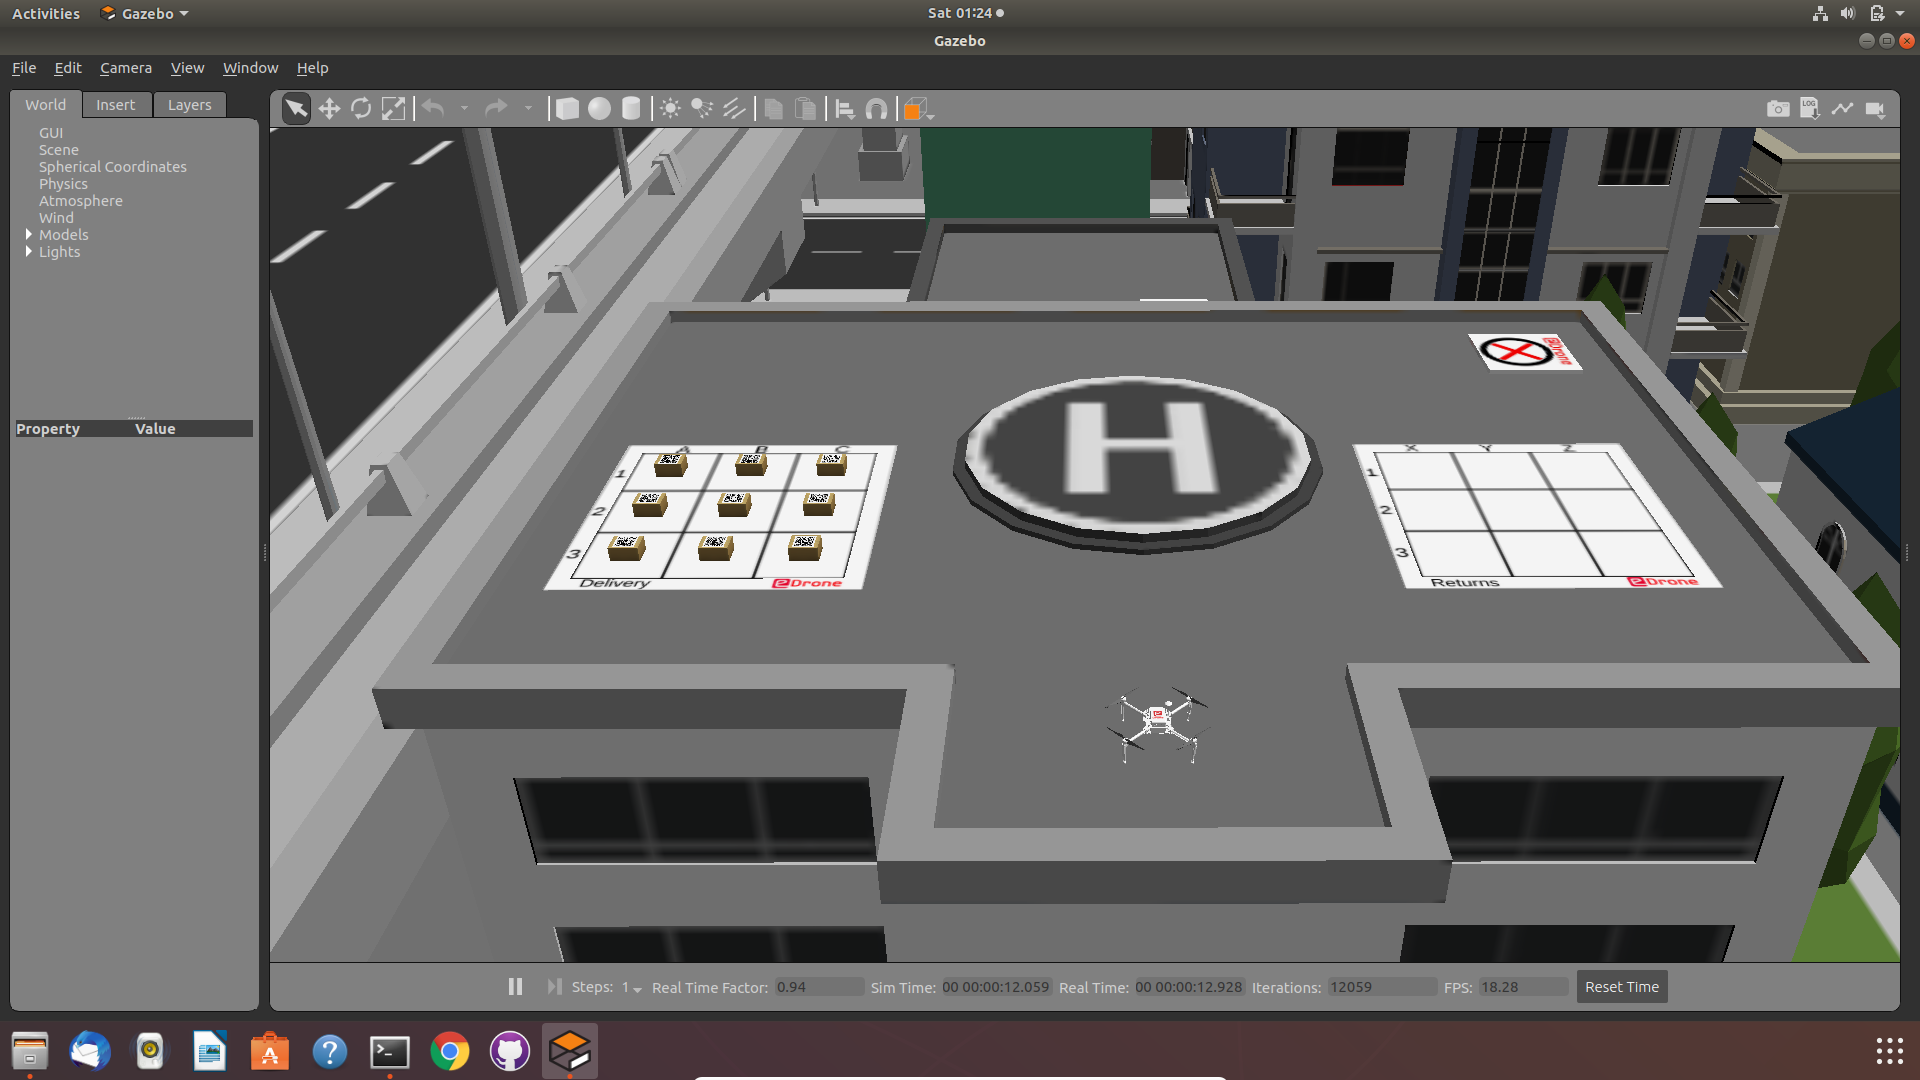 Activities Gazebo Sat 01:24
Gazebo
File Edit Camera View Window Help
World Insert Layers
GUI
Scene
Spherical Coordinates
Physics
Atmosphere
Wind
Models
Lights
Property Value
LOG
eDrone
H
A B C
1
2
3
Delivery eDrone
X Y Z
1
2
3
Returns eDrone
Steps: 1 Real Time Factor: 0.94 Sim Time: 00 00:00:12.059 Real Time: 00 00:00:12.928 Iterations: 12059 FPS: 18.28 Reset Time